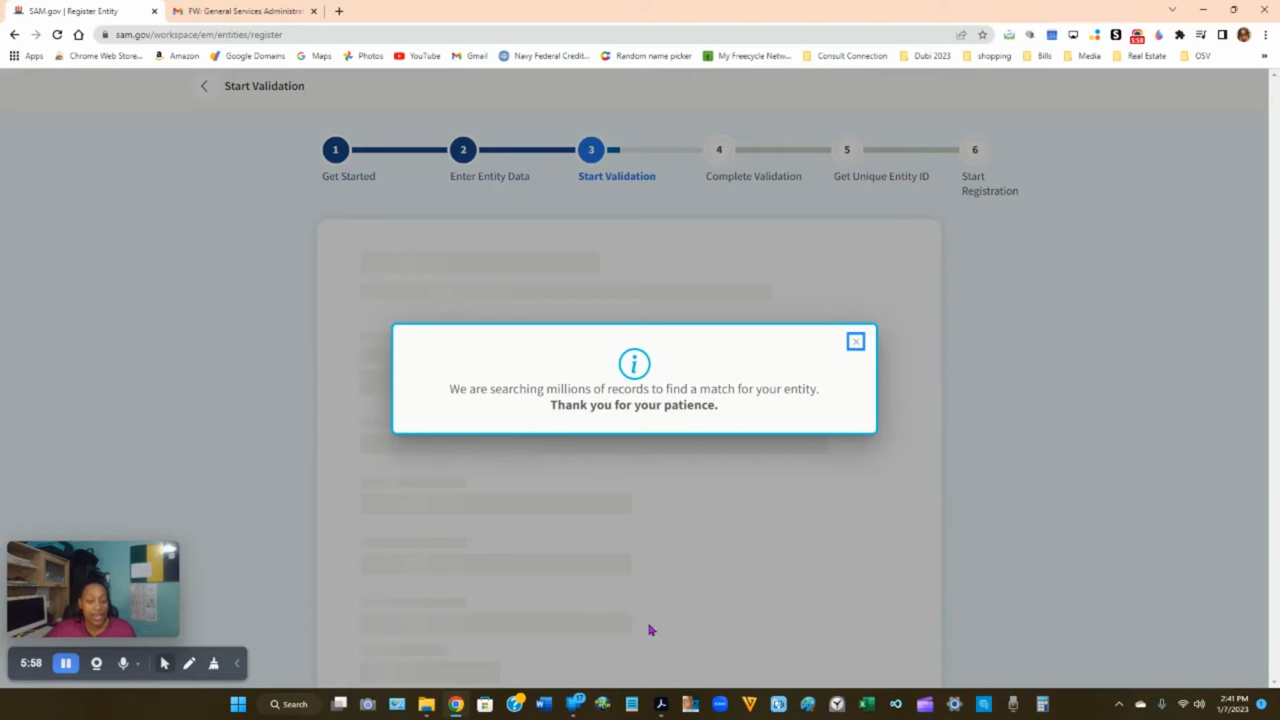 SAM.gov | Register Entity
FW: General Services Administra
sam.gov/workspace/em/entities/register
5:58
Apps
Chrome Web Store...
Amazon
Google Domains
Maps
Photos
YouTube
Gmail
Navy Federal Credit...
Random name picker
My Freecycle Netw...
Consult Connection
Dubi 2023
shopping
Bills
Media
Real Estate
OSV
»
Start Validation
1
2
3
4
5
6
Get Started
Enter Entity Data
Start Validation
Complete Validation
Get Unique Entity ID
Start
Registration
We are searching millions of records to find a match for your entity.
Thank you for your patience.
5:58
Search
17
2:41 PM
1/7/2023